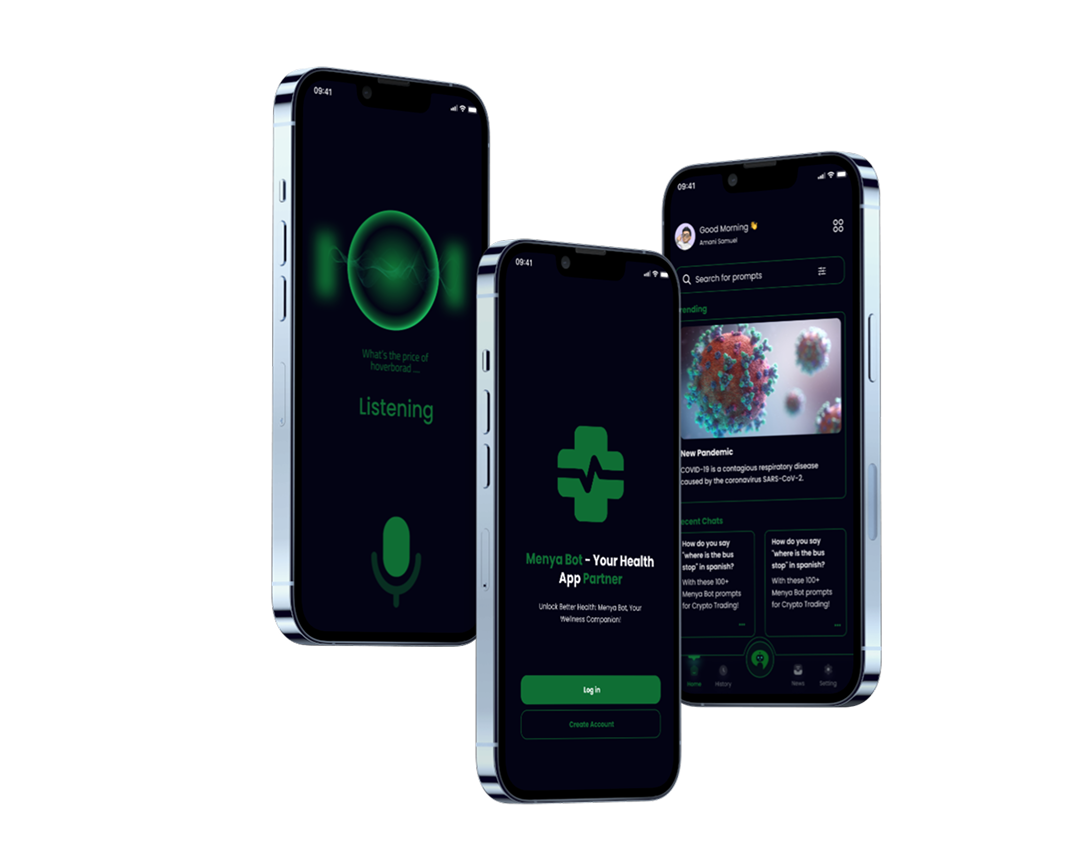 09:41
What's the price of
hoverborad ...
Listening
09:41
Menya Bot - Your Health
App Partner
Unlock Better Health: Menya Bot, Your
Wellness Companion!
Log in
Create Account
09:41
Good Morning 👋
Amani Samuel
Search for prompts
rending
New Pandemic
COVID-19 is a contagious respiratory disease
caused by the coronavirus SARS-CoV-2.
ecent Chats
How do you say
"where is the bus
stop" in spanish?
With these 100+
Menya Bot prompts
for Crypto Trading!
How do you say
"where is the bus
stop" in spanish?
With these 100+
Menya Bot prompts
for Crypto Trading!
Home
History
News
Setting